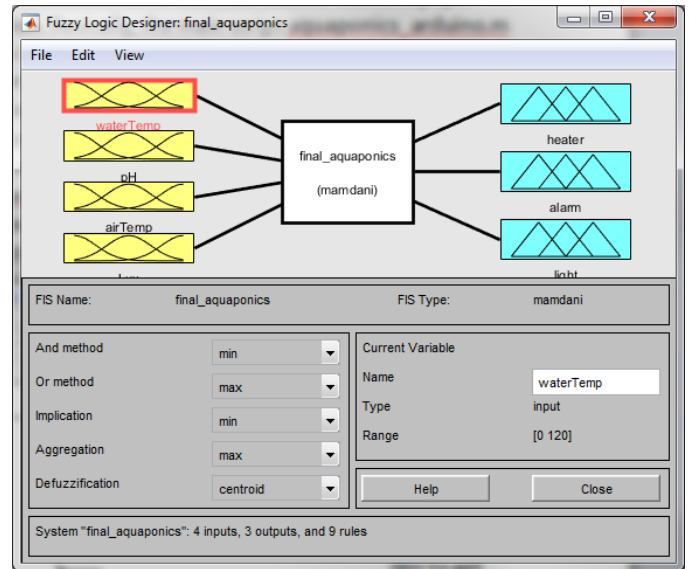 Fuzzy Logic Designer: final_aquaponics
File Edit View
waterTemp
pH
airTemp
final_aquaponics
(mamdani)
heater
alarm
light
FIS Name: final_aquaponics FIS Type: mamdani
And method min
Or method max
Implication min
Aggregation max
Defuzzification centroid
Current Variable
Name waterTemp
Type input
Range [0 120]
Help Close
System "final_aquaponics": 4 inputs, 3 outputs, and 9 rules